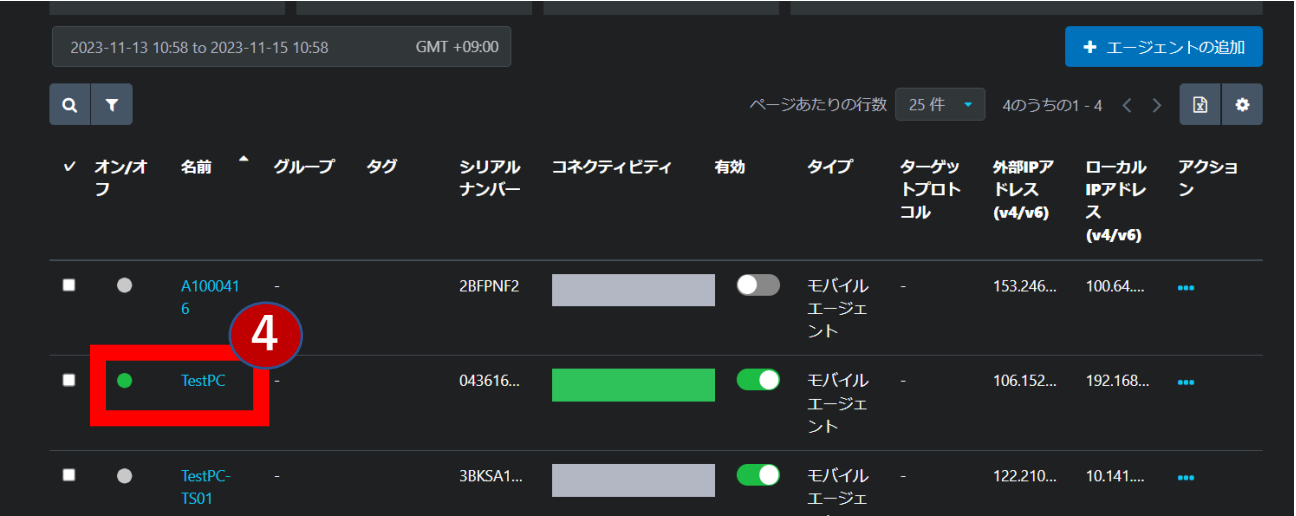 2023-11-13 10:58 to 2023-11-15 10:58 GMT +09:00
+ エージェントの追加
ページあたりの行数 25 件 4のうちの1 - 4
オン/オフ
名前
グループ
タグ
シリアルナンバー
コネクティビティ
有効
タイプ
ターゲットプロトコル
外部IPアドレス (v4/v6)
ローカルIPアドレス (v4/v6)
アクション
A1000416 - 2BFPNF2 モバイルエージェント - 153.246... 100.64....
4
TestPC - 043616... モバイルエージェント - 106.152... 192.168...
TestPC-TS01 - 3BKSA1... モバイルエージェ - 122.210... 10.141....